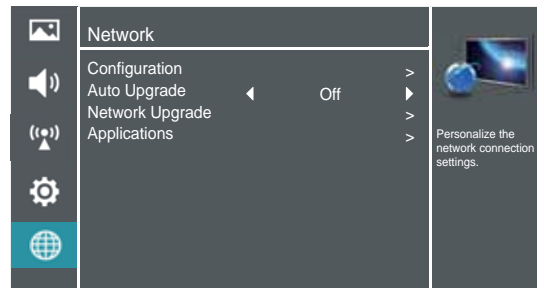 Network
Configuration >
Auto Upgrade Off
Network Upgrade >
Applications >
Personalize the
network connection
settings.